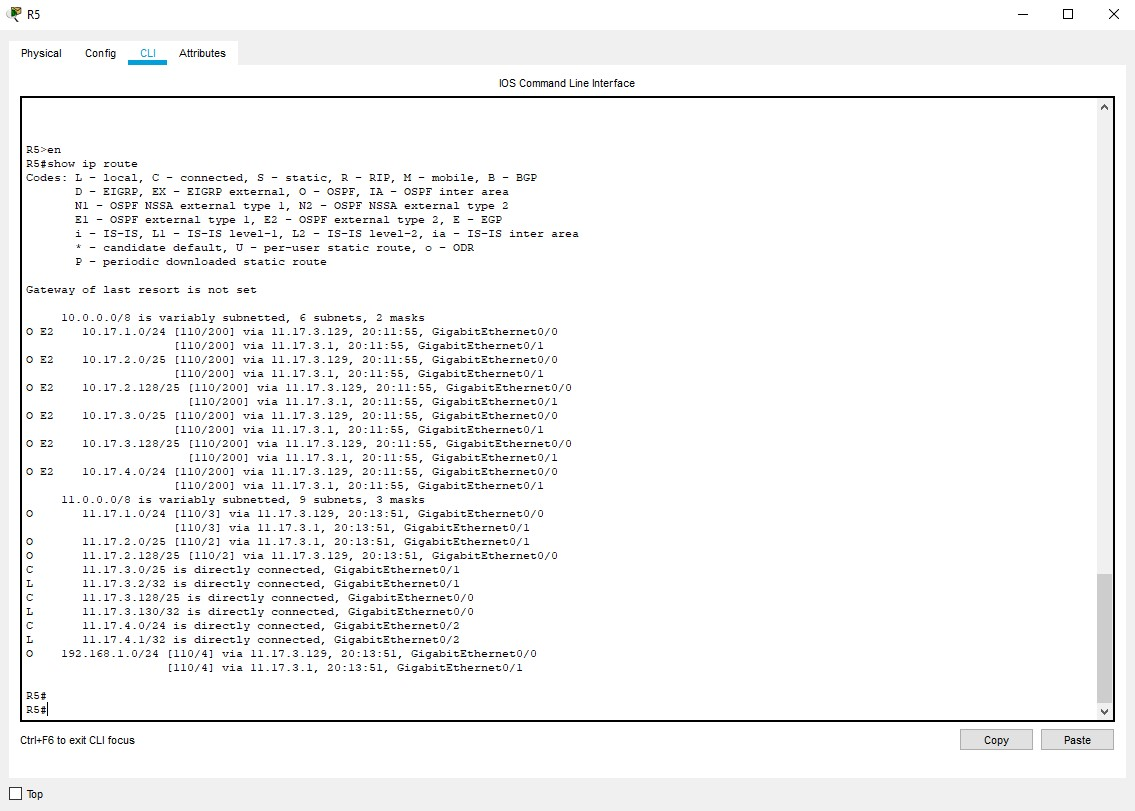 R5
Physical Config CLI Attributes
IOS Command Line Interface
R5>en
R5#show ip route
Codes: L - local, C - connected, S - static, R - RIP, M - mobile, B - BGP
D - EIGRP, EX - EIGRP external, O - OSPF, IA - OSPF inter area
N1 - OSPF NSSA external type 1, N2 - OSPF NSSA external type 2
E1 - OSPF external type 1, E2 - OSPF external type 2, E - EGP
i - IS-IS, L1 - IS-IS level-1, L2 - IS-IS level-2, ia - IS-IS inter area
* - candidate default, U - per-user static route, o - ODR
P - periodic downloaded static route
Gateway of last resort is not set
10.0.0.0/8 is variably subnetted, 6 subnets, 2 masks
O E2 10.17.1.0/24 [110/200] via 11.17.3.129, 20:11:55, GigabitEthernet0/0
[110/200] via 11.17.3.1, 20:11:55, GigabitEthernet0/1
O E2 10.17.2.0/25 [110/200] via 11.17.3.129, 20:11:55, GigabitEthernet0/0
[110/200] via 11.17.3.1, 20:11:55, GigabitEthernet0/1
O E2 10.17.2.128/25 [110/200] via 11.17.3.129, 20:11:55, GigabitEthernet0/0
[110/200] via 11.17.3.1, 20:11:55, GigabitEthernet0/1
O E2 10.17.3.0/25 [110/200] via 11.17.3.129, 20:11:55, GigabitEthernet0/0
[110/200] via 11.17.3.1, 20:11:55, GigabitEthernet0/1
O E2 10.17.3.128/25 [110/200] via 11.17.3.129, 20:11:55, GigabitEthernet0/0
[110/200] via 11.17.3.1, 20:11:55, GigabitEthernet0/1
O E2 10.17.4.0/24 [110/200] via 11.17.3.129, 20:11:55, GigabitEthernet0/0
[110/200] via 11.17.3.1, 20:11:55, GigabitEthernet0/1
11.0.0.0/8 is variably subnetted, 9 subnets, 3 masks
O 11.17.1.0/24 [110/3] via 11.17.3.129, 20:13:51, GigabitEthernet0/0
[110/3] via 11.17.3.1, 20:13:51, GigabitEthernet0/1
O 11.17.2.0/25 [110/2] via 11.17.3.1, 20:13:51, GigabitEthernet0/1
O 11.17.2.128/25 [110/2] via 11.17.3.129, 20:13:51, GigabitEthernet0/0
C 11.17.3.0/25 is directly connected, GigabitEthernet0/1
L 11.17.3.2/32 is directly connected, GigabitEthernet0/1
C 11.17.3.128/25 is directly connected, GigabitEthernet0/0
L 11.17.3.130/32 is directly connected, GigabitEthernet0/0
C 11.17.4.0/24 is directly connected, GigabitEthernet0/2
L 11.17.4.1/32 is directly connected, GigabitEthernet0/2
O 192.168.1.0/24 [110/4] via 11.17.3.129, 20:13:51, GigabitEthernet0/0
[110/4] via 11.17.3.1, 20:13:51, GigabitEthernet0/1
R5#
R5#
Ctrl+F6 to exit CLI focus Copy Paste
Top